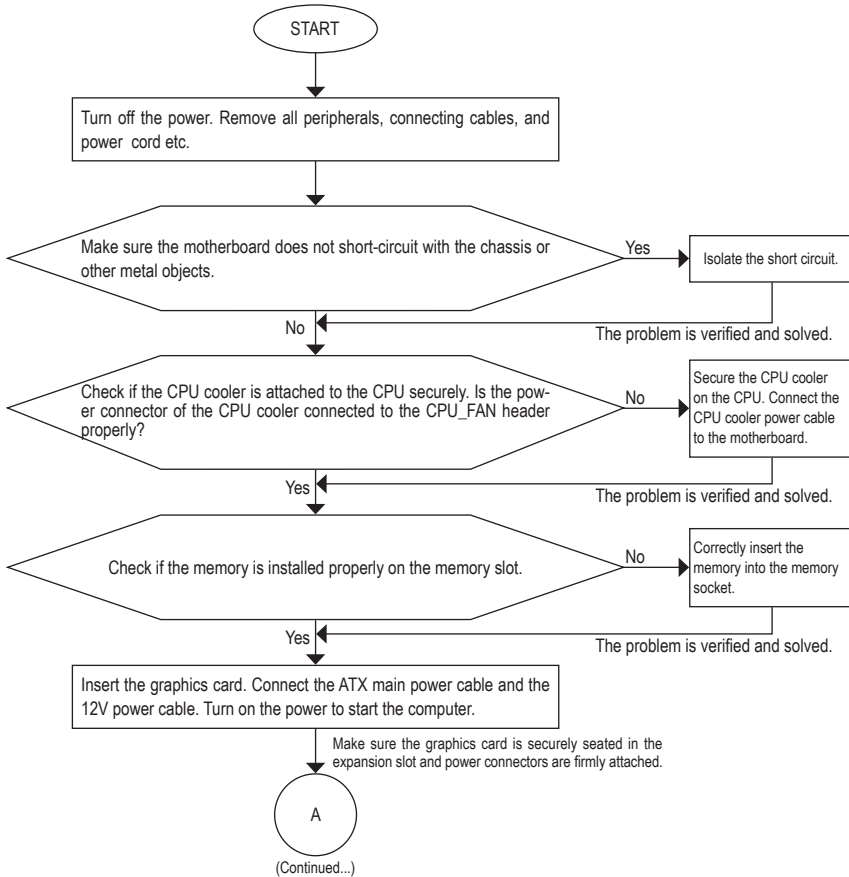 START
Turn off the power. Remove all peripherals, connecting cables, and
power cord etc.
Make sure the motherboard does not short-circuit with the chassis or
other metal objects.
Yes
Isolate the short circuit.
No
The problem is verified and solved.
Check if the CPU cooler is attached to the CPU securely. Is the pow-
er connector of the CPU cooler connected to the CPU_FAN header
properly?
No
Secure the CPU cooler
on the CPU. Connect the
CPU cooler power cable
to the motherboard.
Yes
The problem is verified and solved.
Check if the memory is installed properly on the memory slot.
No
Correctly insert the
memory into the memory
socket.
Yes
The problem is verified and solved.
Insert the graphics card. Connect the ATX main power cable and the
12V power cable. Turn on the power to start the computer.
Make sure the graphics card is securely seated in the
expansion slot and power connectors are firmly attached.
A
(Continued...)